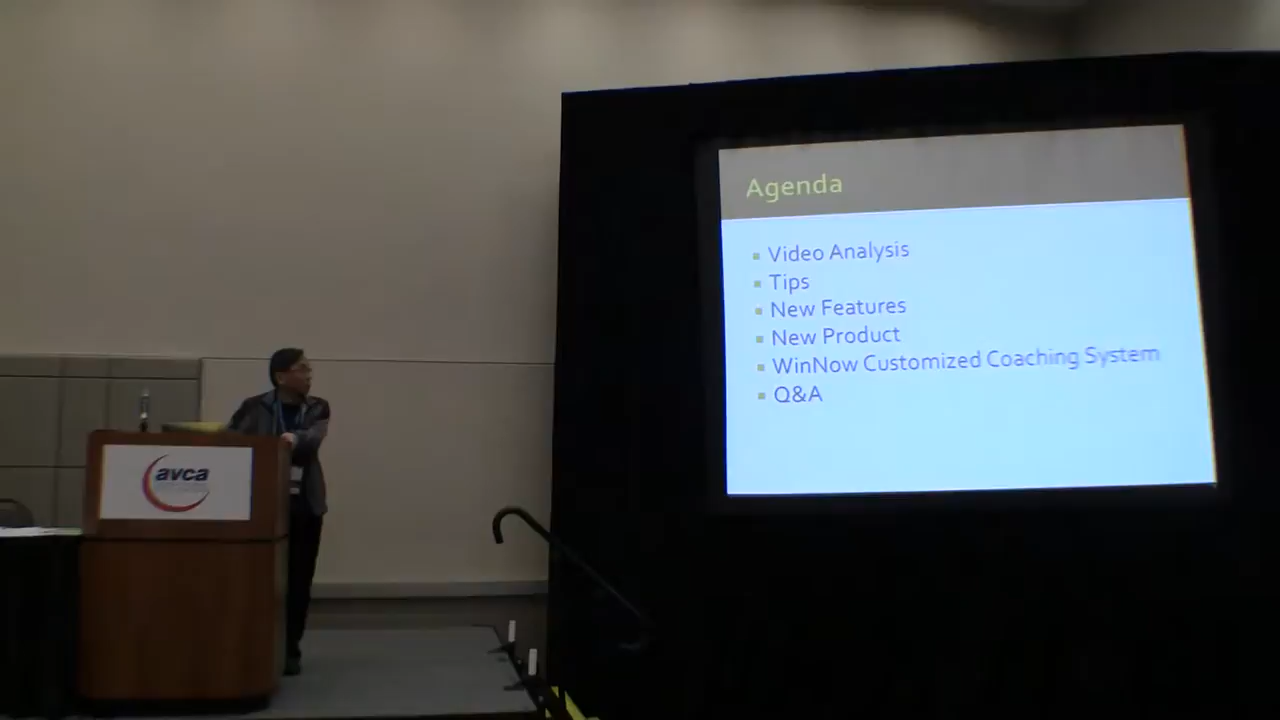 Agenda
Video Analysis
Tips
New Features
New Product
WinNow Customized Coaching System
Q&A
avca